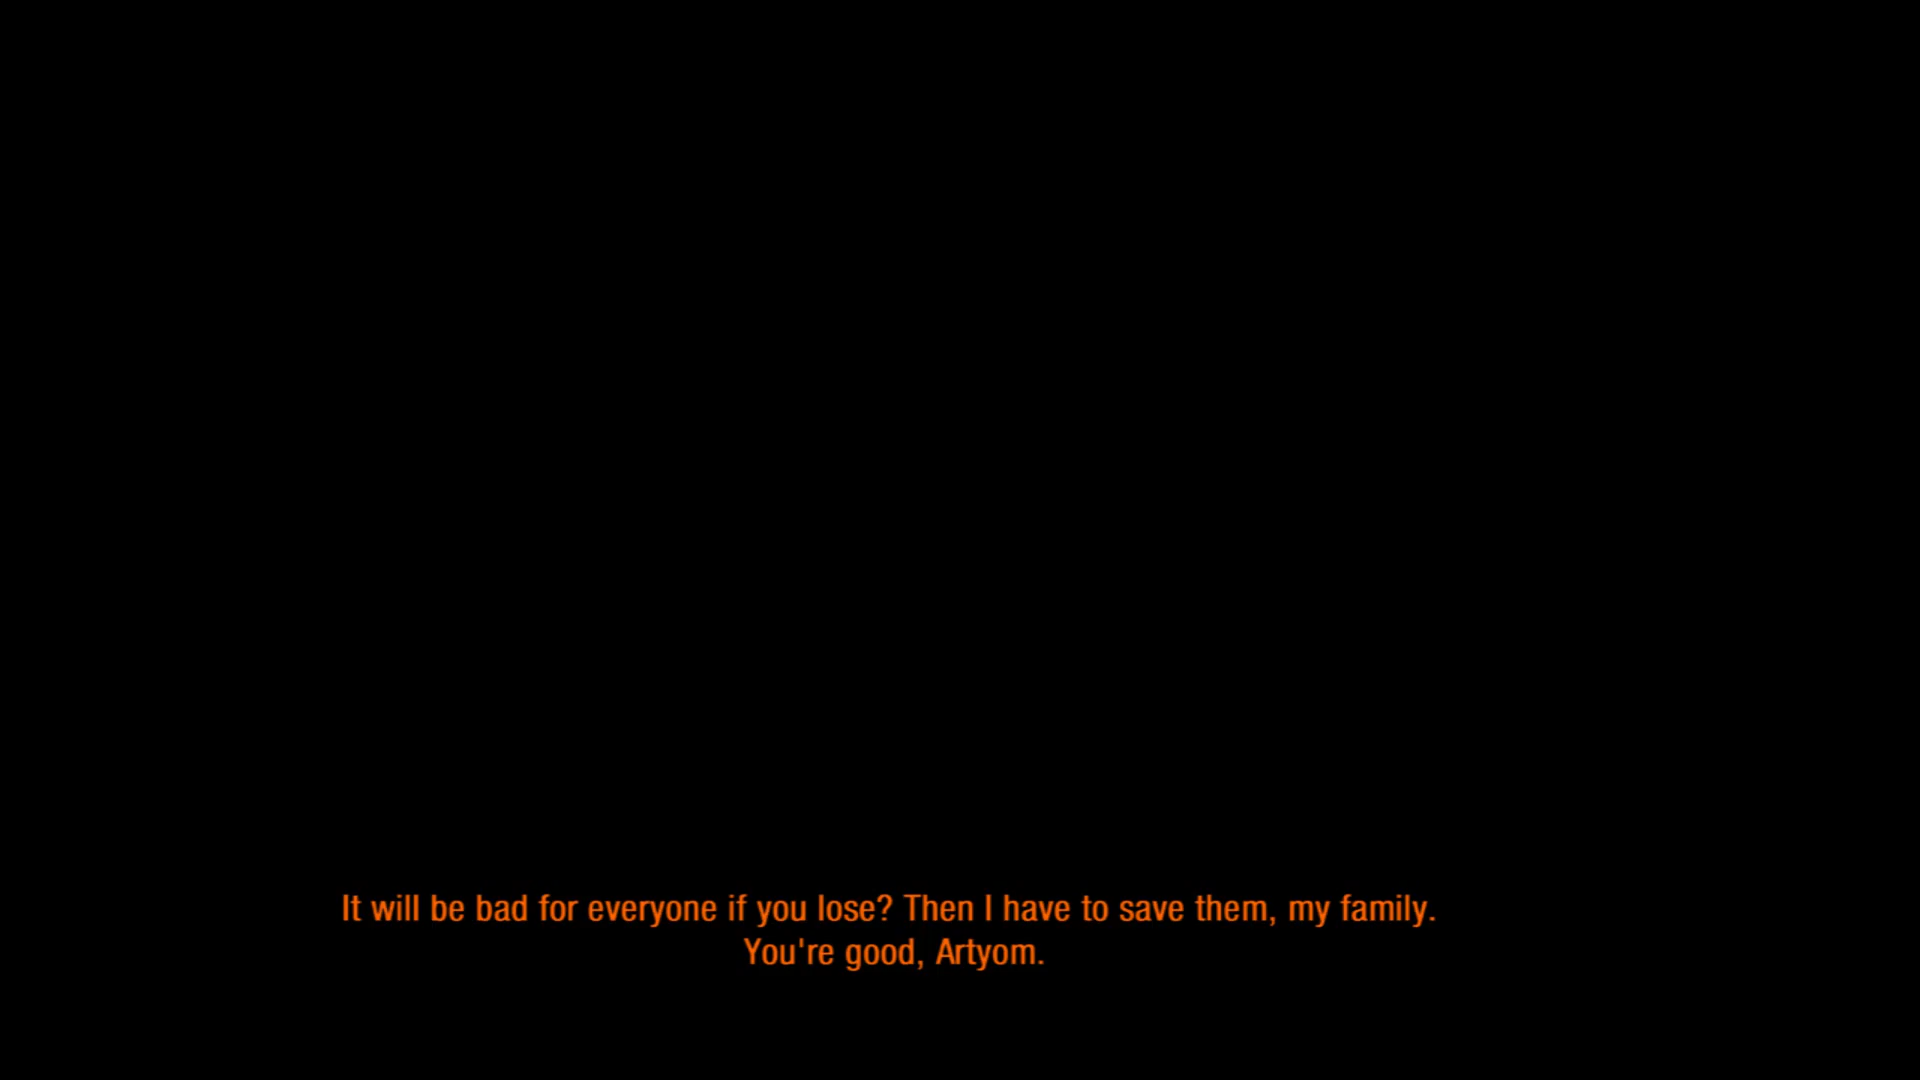 It will be bad for everyone if you lose? Then I have to save them, my family.
You're good, Artyom.